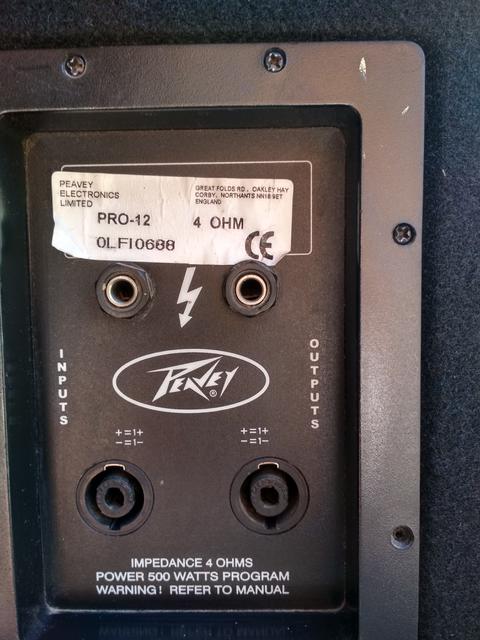 PEAVEY
ELECTRONICS
LIMITED
GREAT FOLDS RD., OAKLEY HAY
CORBY, NORTHANTS NN18 9ET
ENGLAND
PRO-12 4 OHM
0LFI0688
CE
INPUTS
OUTPUTS
PEAVEY®
+=1+
-=1-
+=1+
-=1-
IMPEDANCE 4 OHMS
POWER 500 WATTS PROGRAM
WARNING! REFER TO MANUAL